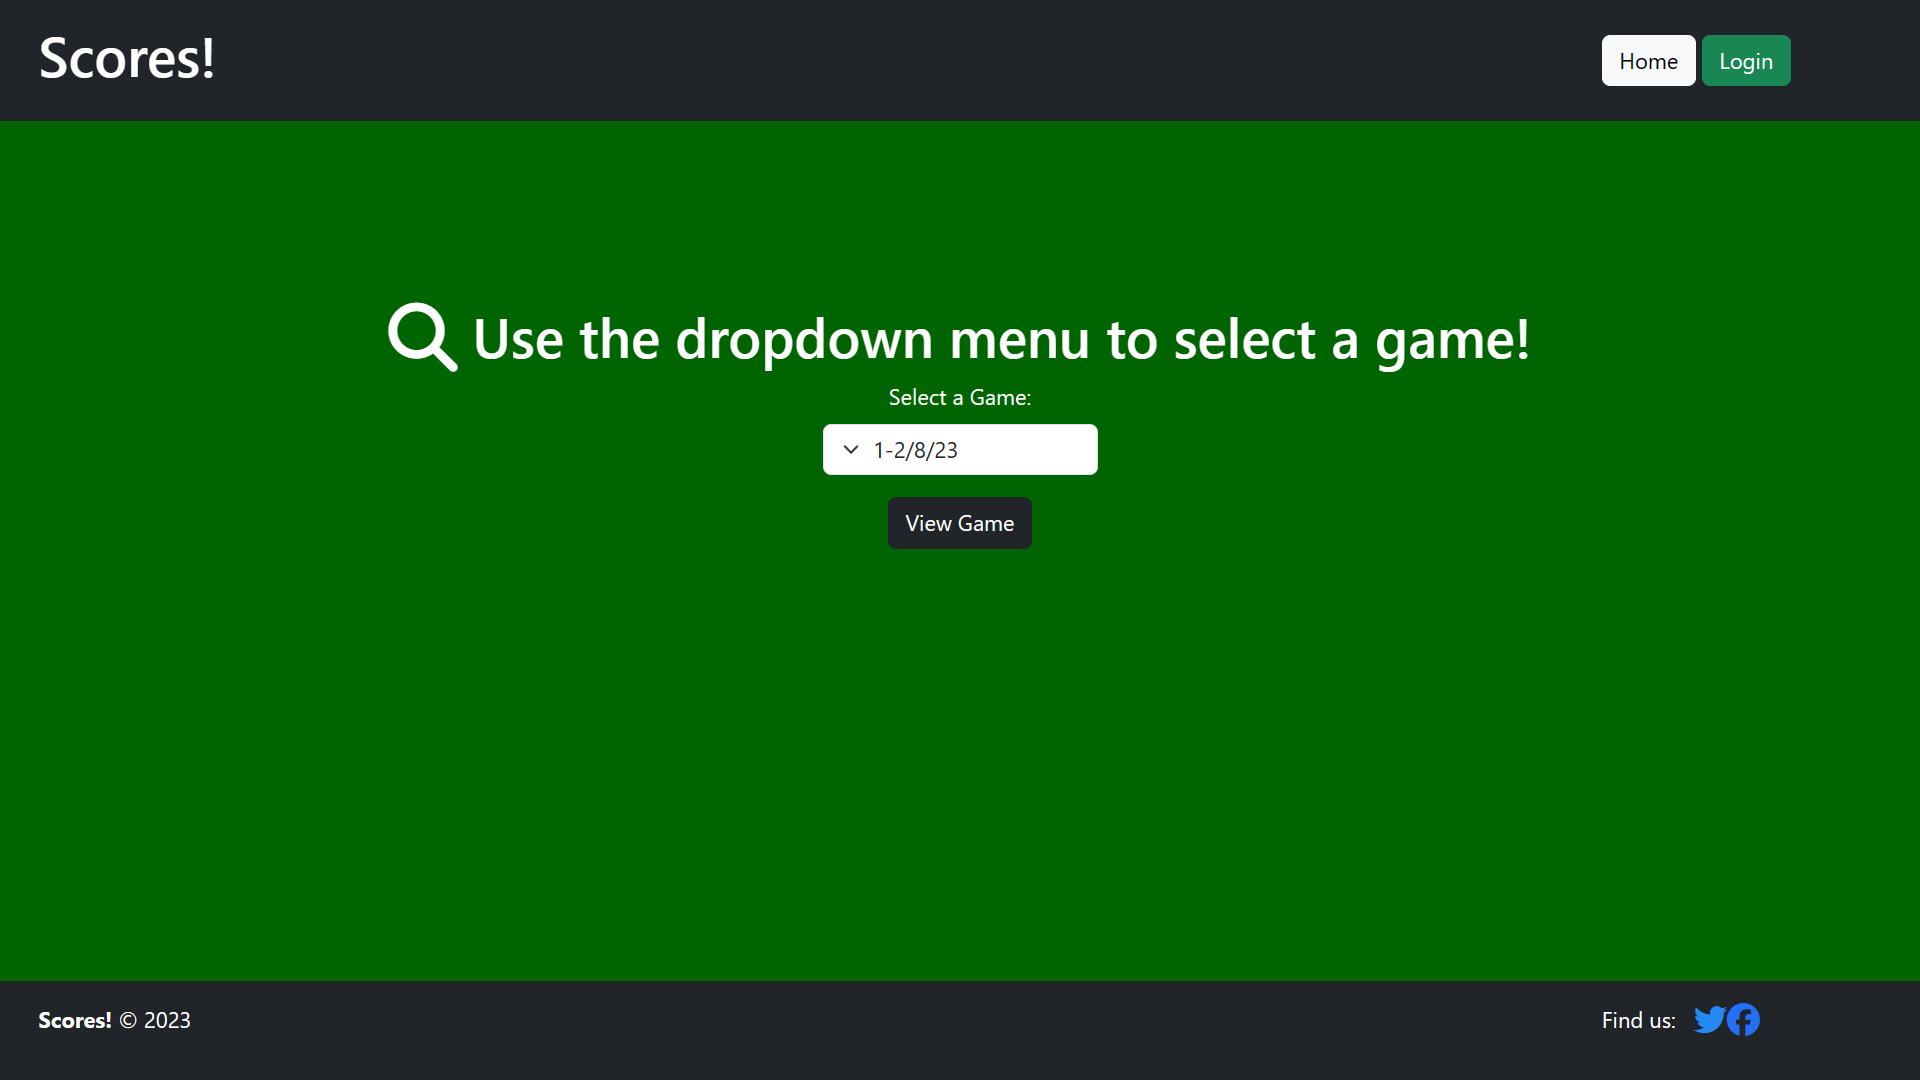 Scores!
Home
Login
Use the dropdown menu to select a game!
Select a Game:
1-2/8/23
View Game
Scores! © 2023
Find us: